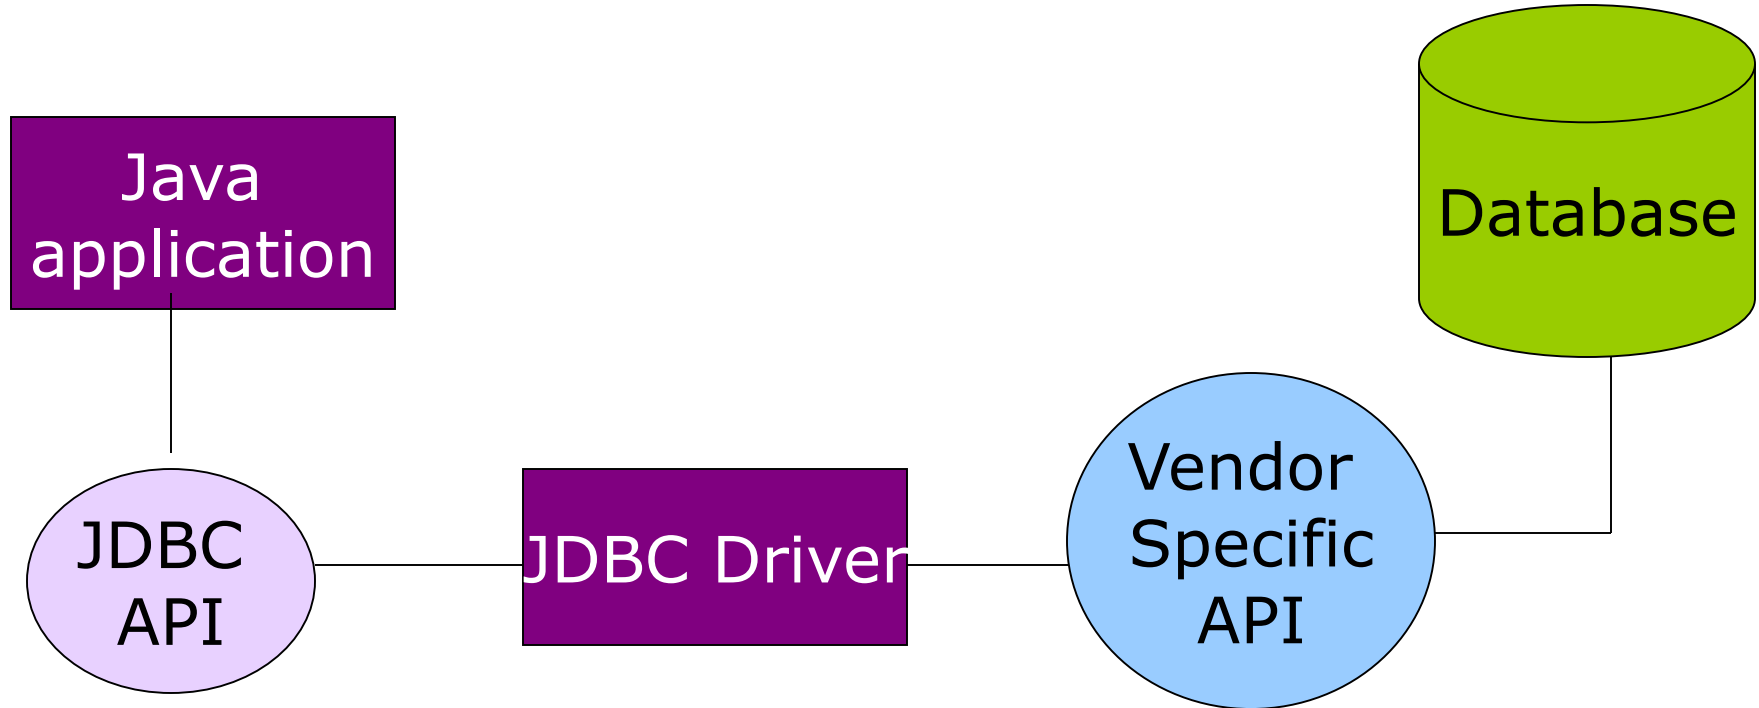 Java
application
JDBC
API
JDBC Driver
Vendor
Specific
API
Database